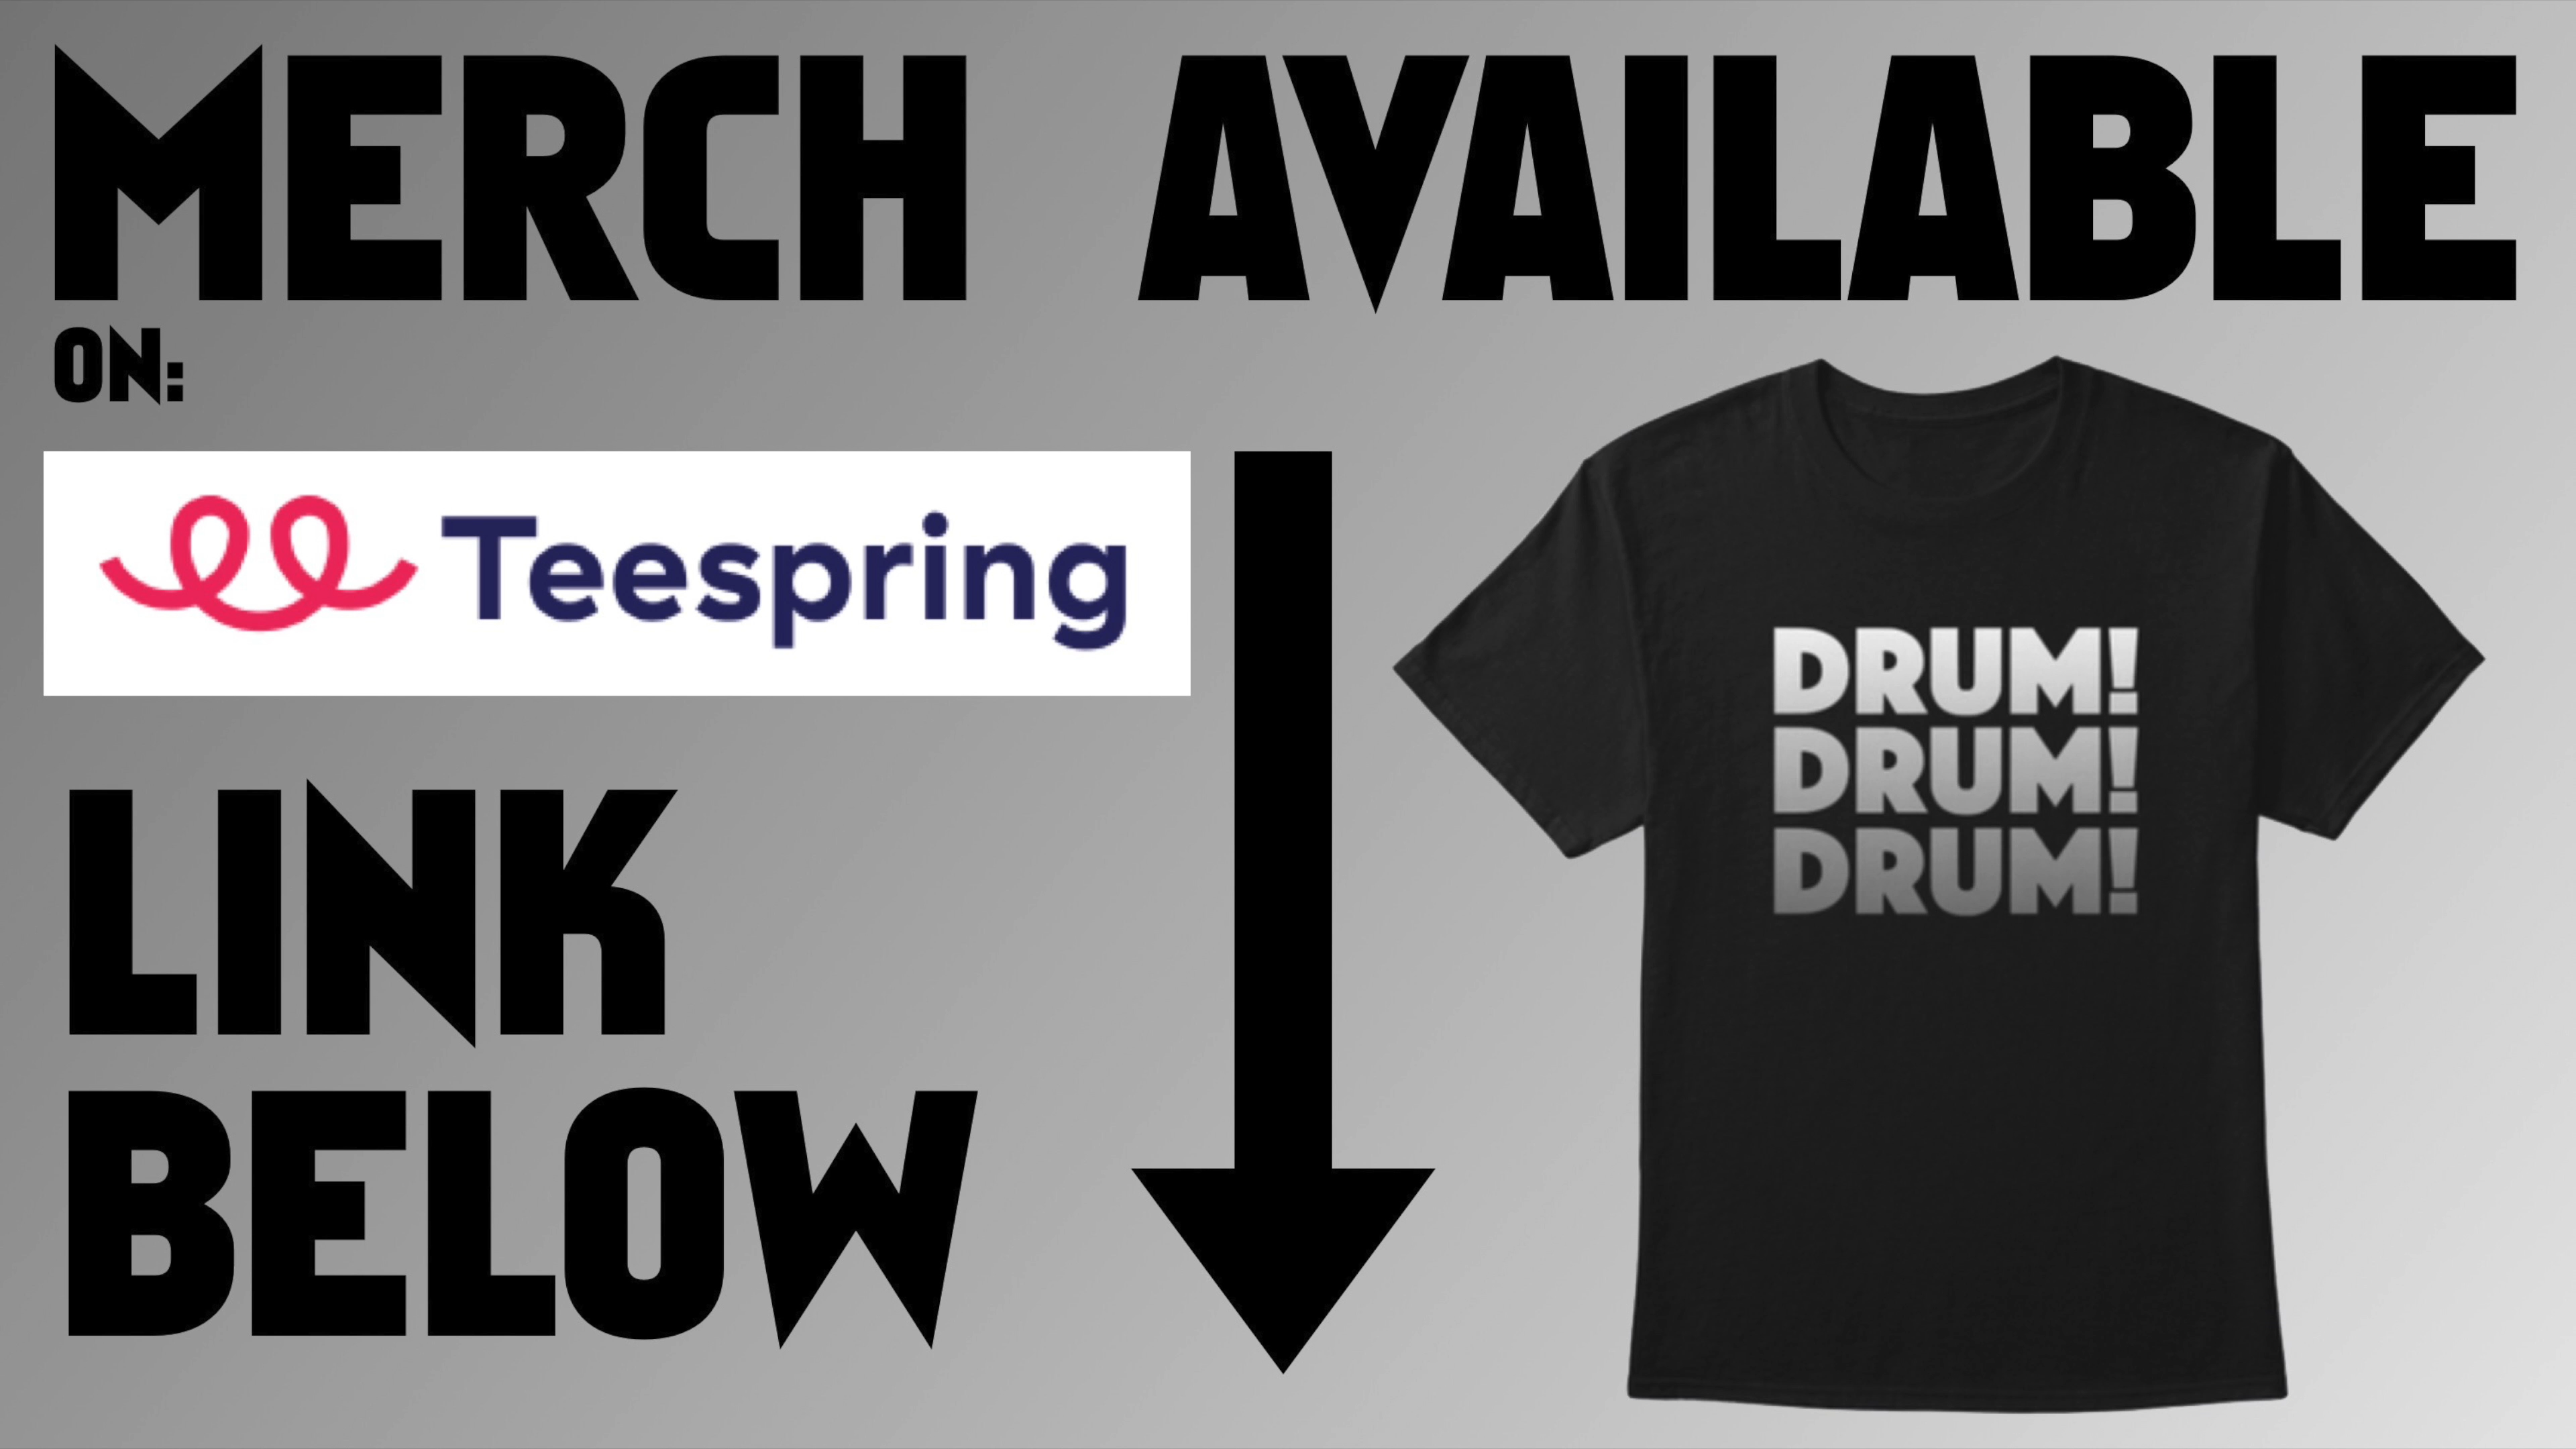 MERCH AVAILABLE
ON:
Teespring
LINK
BELOW
DRUM!
DRUM!
DRUM!